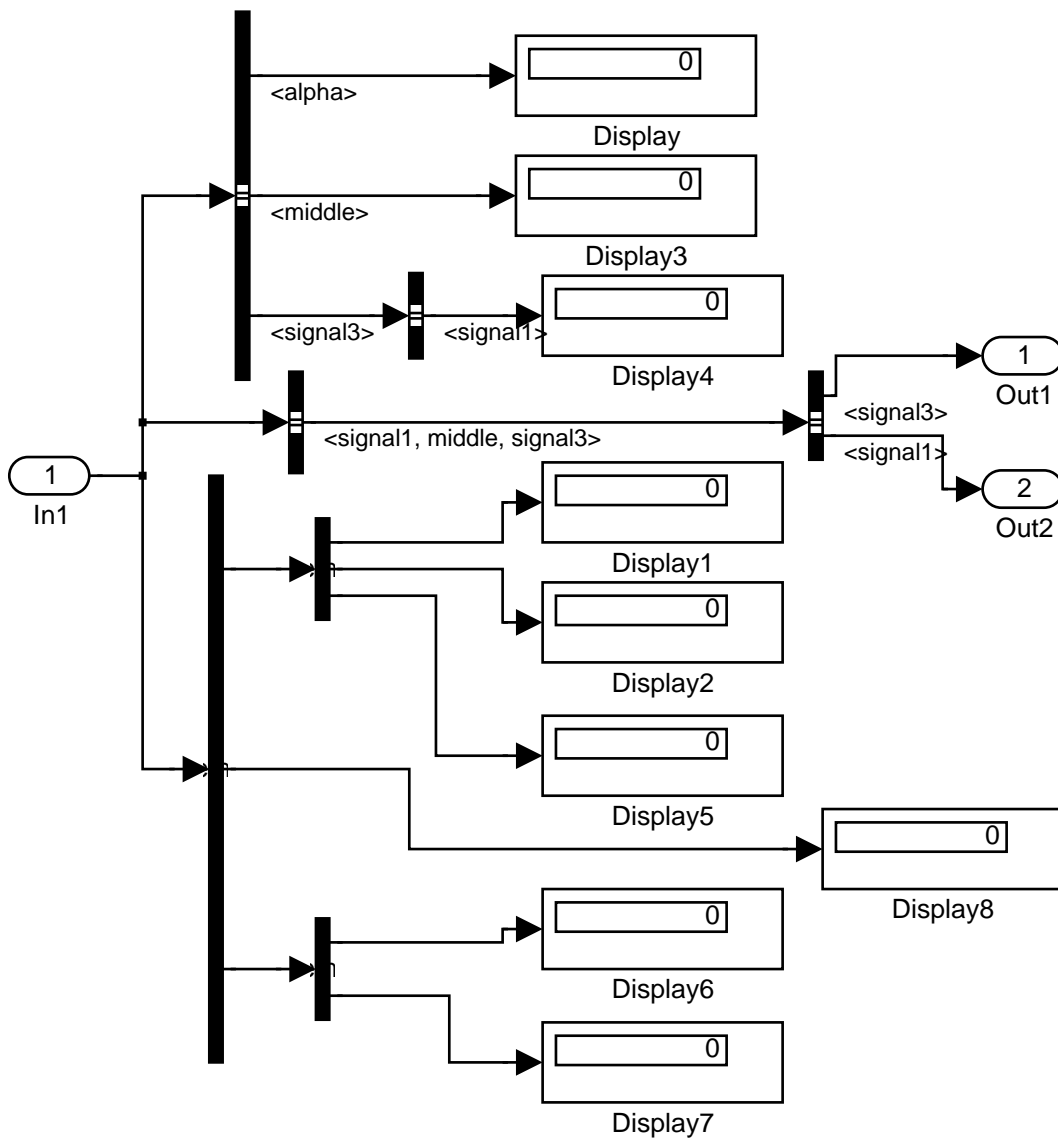 0
<alpha>
Display
0
<middle>
Display3
0
<signal3>
<signal1>
Display4
1
Out1
<signal3>
<signal1, middle, signal3>
<signal1>
1
In1
0
Display1
2
Out2
0
Display2
0
Display5
0
Display8
0
Display6
0
Display7